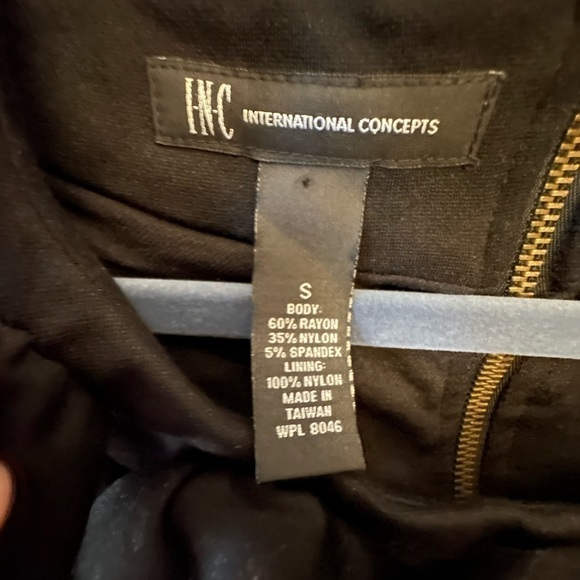 I·N·C INTERNATIONAL CONCEPTS
S
BODY:
60% RAYON
35% NYLON
5% SPANDEX
LINING:
100% NYLON
MADE IN
TAIWAN
WPL 8046